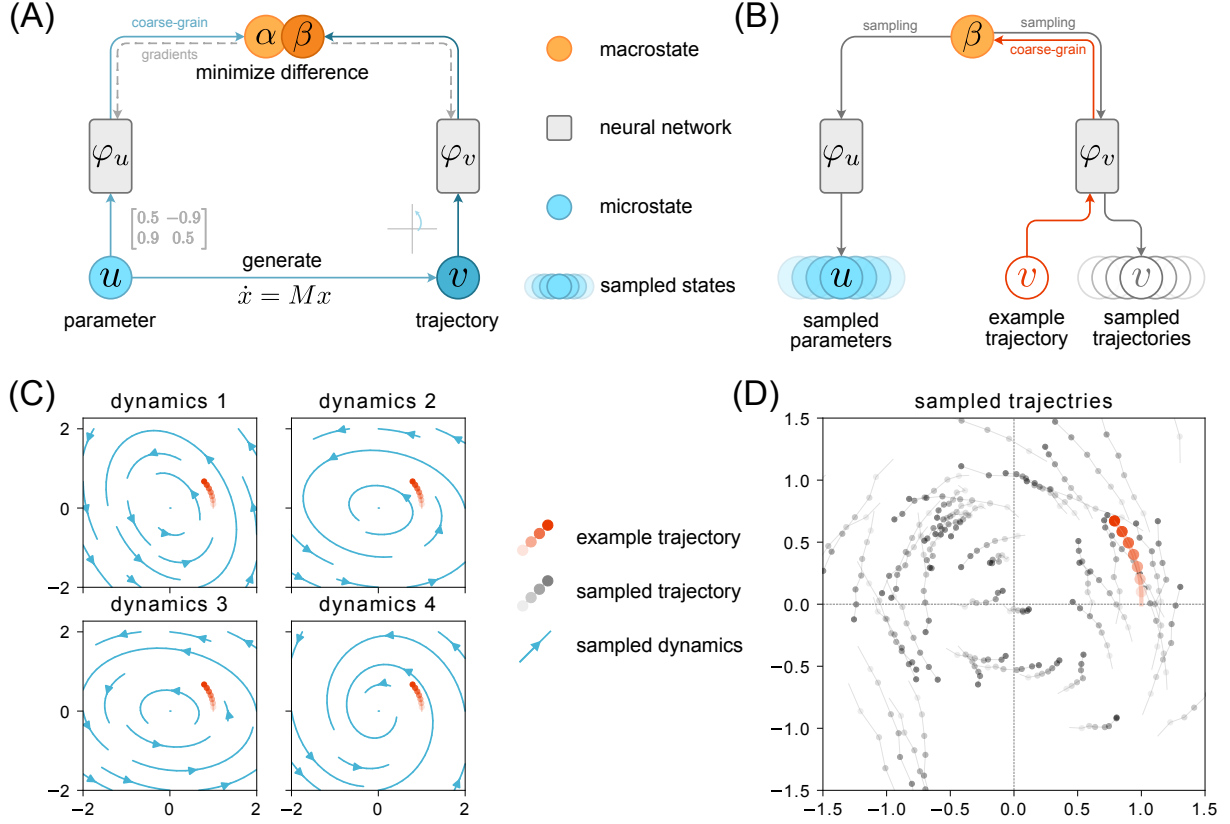 (A)
coarse-grain
α β
gradients
minimize difference
φu
φv
[0.5 −0.9
0.9 0.5]
u
generate
ẋ = Mx
v
parameter
trajectory
macrostate
neural network
microstate
sampled states
(B)
sampling
β
sampling
coarse-grain
φu
φv
u
v
v
sampled
parameters
example
trajectory
sampled
trajectories
(C)
dynamics 1
dynamics 2
2
0
−2
dynamics 3
dynamics 4
2
0
−2
−2 0 2
−2 0 2
example trajectory
sampled trajectory
sampled dynamics
(D)
sampled trajectries
1.5
1.0
0.5
0.0
−0.5
−1.0
−1.5
−1.5 −1.0 −0.5 0.0 0.5 1.0 1.5